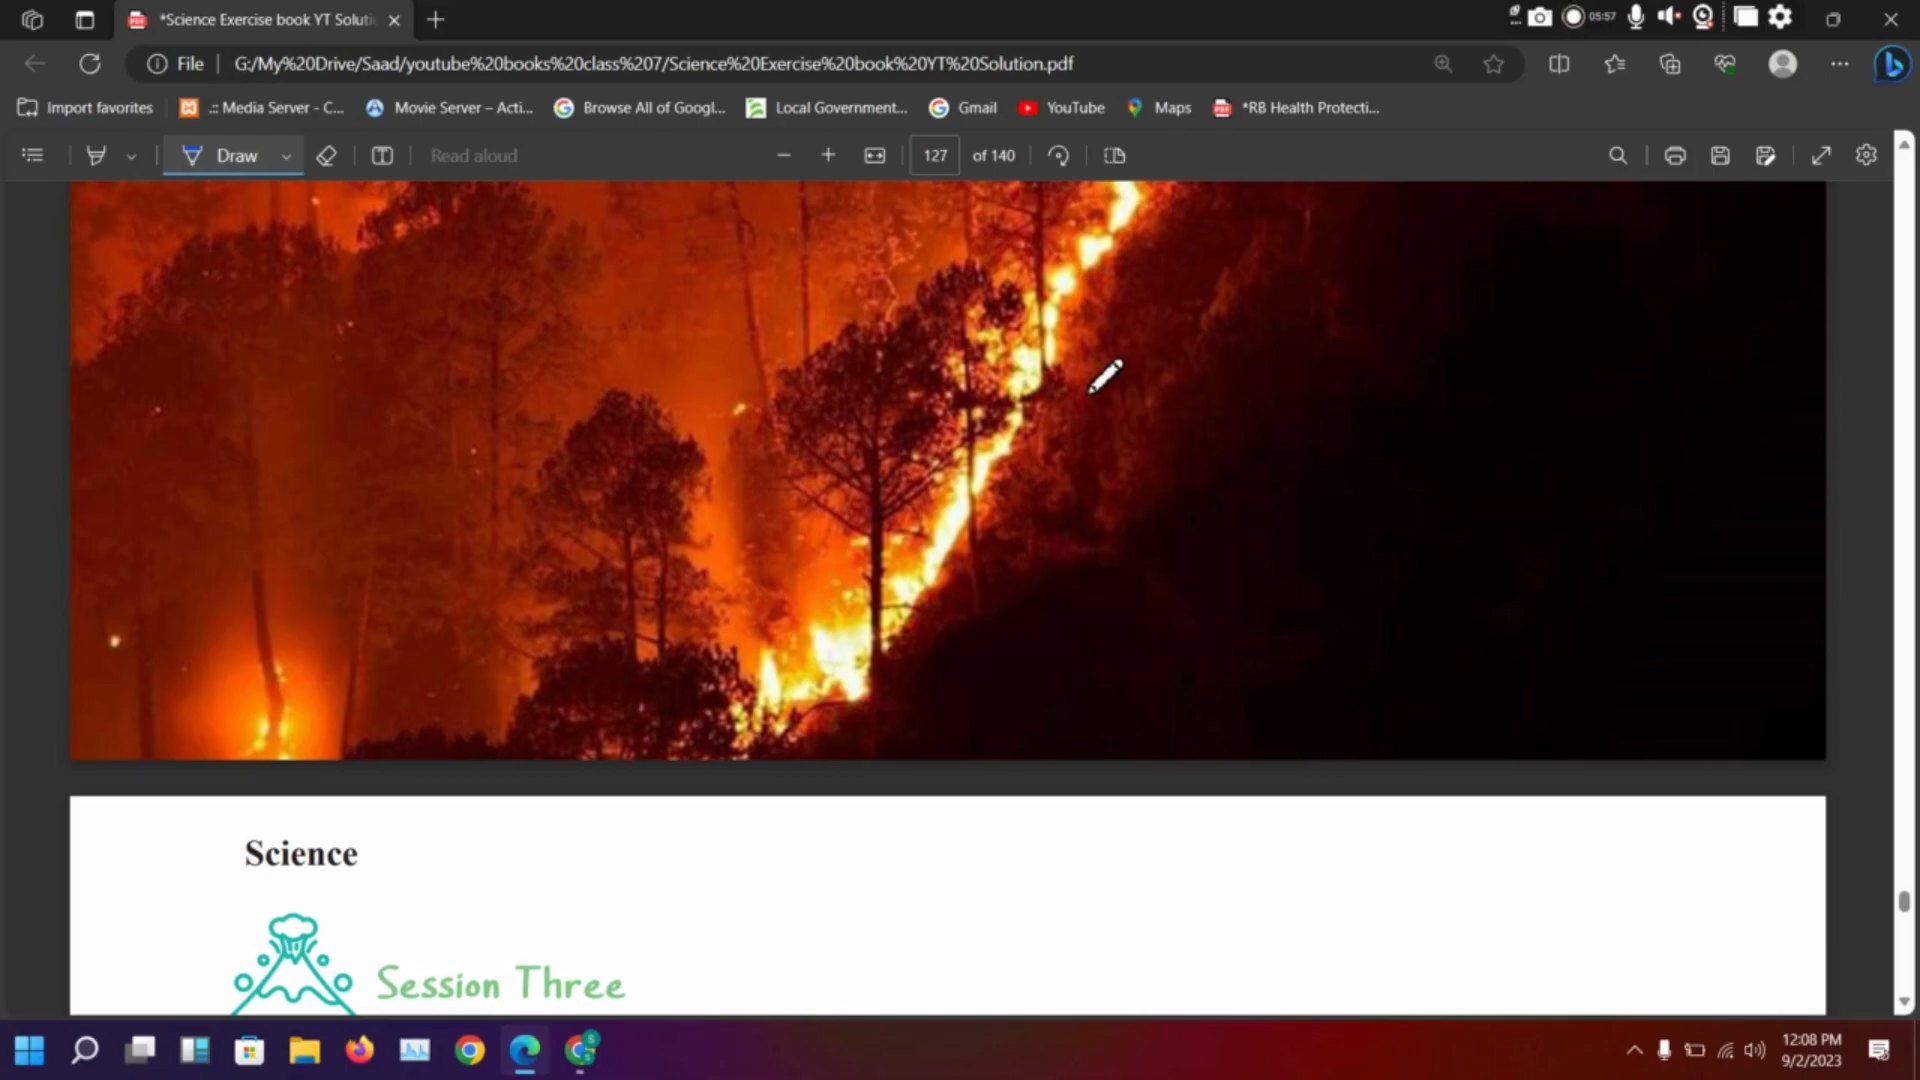 *Science Exercise book YT Soluti
05:57
File
G:/My%20Drive/Saad/youtube%20books%20class%207/Science%20Exercise%20book%20YT%20Solution.pdf
Import favorites
.:: Media Server - C...
Movie Server – Acti...
Browse All of Googl...
Local Government...
Gmail
YouTube
Maps
*RB Health Protecti...
Draw
Read aloud
127
of 140
Science
Session Three
12:08 PM
9/2/2023